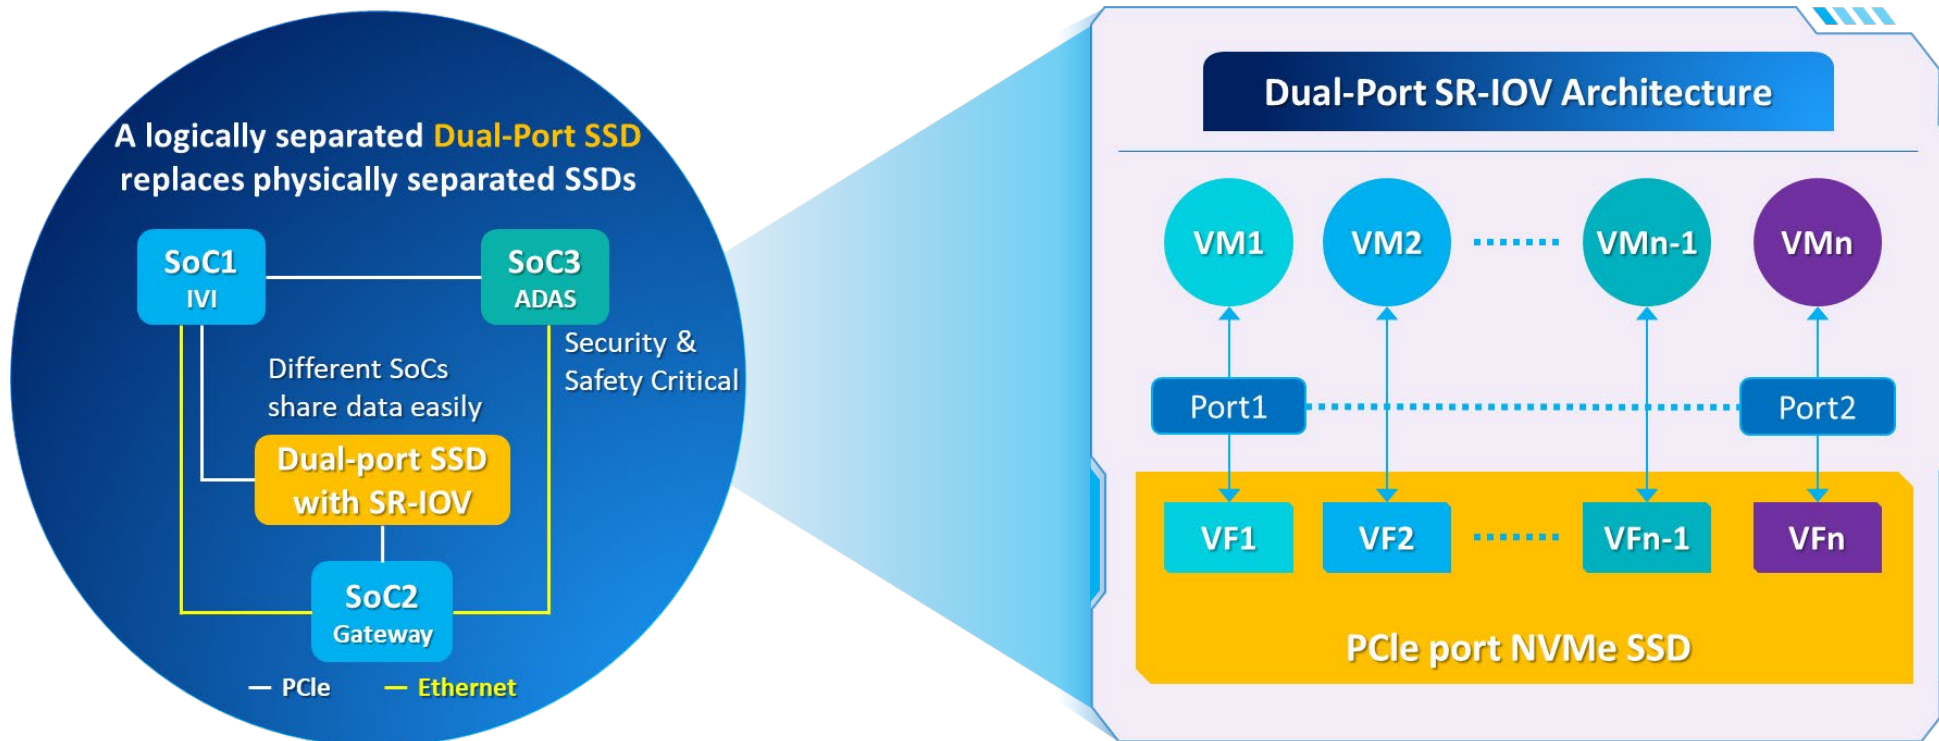 A logically separated Dual-Port SSD
replaces physically separated SSDs
SoC1
IVI
SoC3
ADAS
Security &
Safety Critical
Different SoCs
share data easily
Dual-port SSD
with SR-IOV
SoC2
Gateway
PCIe
Ethernet
Dual-Port SR-IOV Architecture
VM1
VM2
VMn-1
VMn
Port1
Port2
VF1
VF2
VFn-1
VFn
PCIe port NVMe SSD